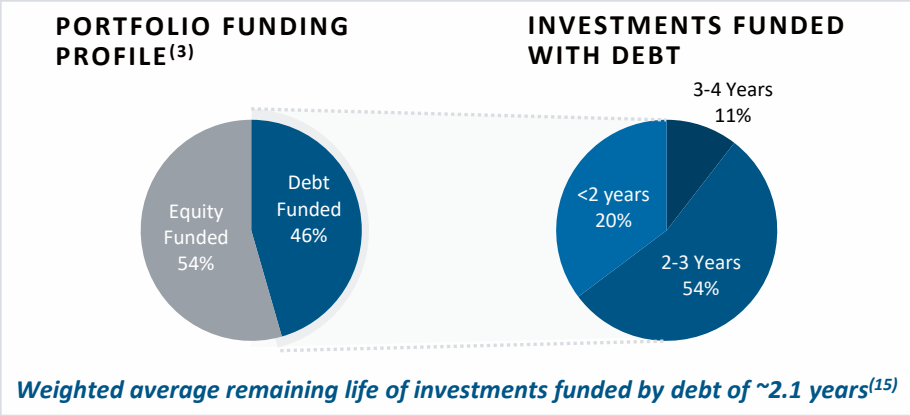 PORTFOLIO FUNDING
PROFILE(3)
INVESTMENTS FUNDED
WITH DEBT
Debt
Funded
46%
Equity
Funded
54%
3-4 Years
11%
<2 years
20%
2-3 Years
54%
Weighted average remaining life of investments funded by debt of ~2.1 years(15)